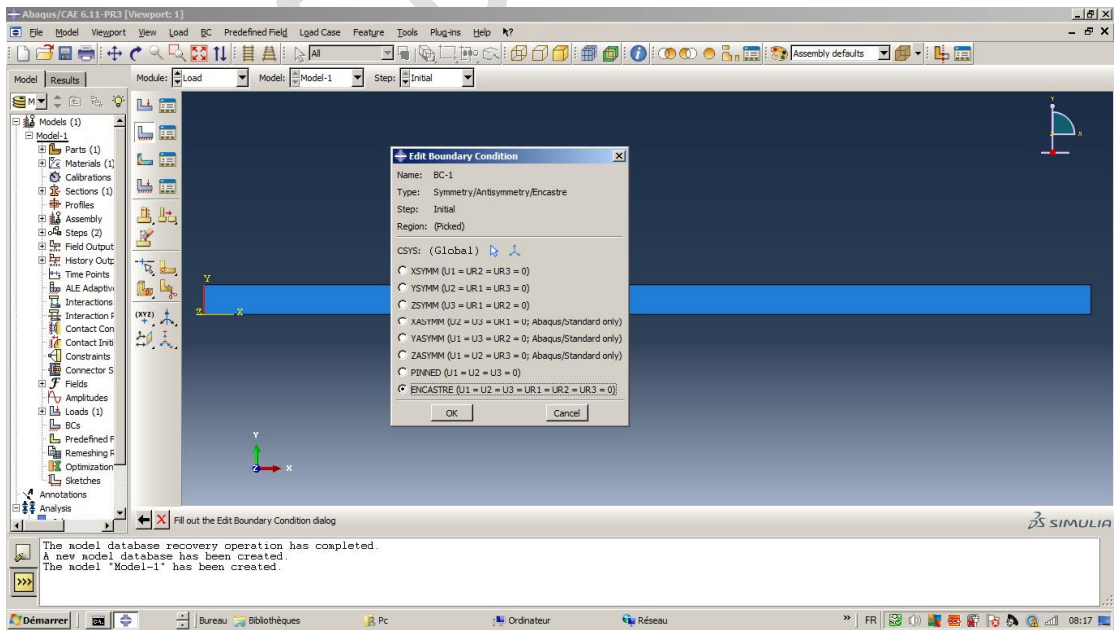 Abaqus/CAE 6.11-PR3 [Viewport: 1]
File Model Viewport View Load BC Predefined Field Load Case Feature Tools Plug-ins Help
All
Assembly defaults
Model Results
Module: Load Model: Model-1 Step: Initial
M
Models (1)
Model-1
Parts (1)
Materials (1)
Calibrations
Sections (1)
Profiles
Assembly
Steps (2)
Field Output
History Outp
Time Points
ALE Adaptiv
Interactions
Interaction P
Contact Con
Contact Initi
Constraints
Connector S
Fields
Amplitudes
Loads (1)
BCs
Predefined F
Remeshing R
Optimization
Sketches
Annotations
Analysis
(XYZ)
Y
X
Y
Z X
Y
Z X
Edit Boundary Condition
Name: BC-1
Type: Symmetry/Antisymmetry/Encastre
Step: Initial
Region: (Picked)
CSYS: (Global)
XSYMM (U1 = UR2 = UR3 = 0)
YSYMM (U2 = UR1 = UR3 = 0)
ZSYMM (U3 = UR1 = UR2 = 0)
XASYMM (U2 = U3 = UR1 = 0; Abaqus/Standard only)
YASYMM (U1 = U3 = UR2 = 0; Abaqus/Standard only)
ZASYMM (U1 = U2 = UR3 = 0; Abaqus/Standard only)
PINNED (U1 = U2 = U3 = 0)
ENCASTRE (U1 = U2 = U3 = UR1 = UR2 = UR3 = 0)
OK Cancel
Fill out the Edit Boundary Condition dialog
SIMULIA
The model database recovery operation has completed.
A new model database has been created.
The model "Model-1" has been created.
>>>
Démarrer Bureau Bibliothèques Pc Ordinateur Réseau » FR 08:17